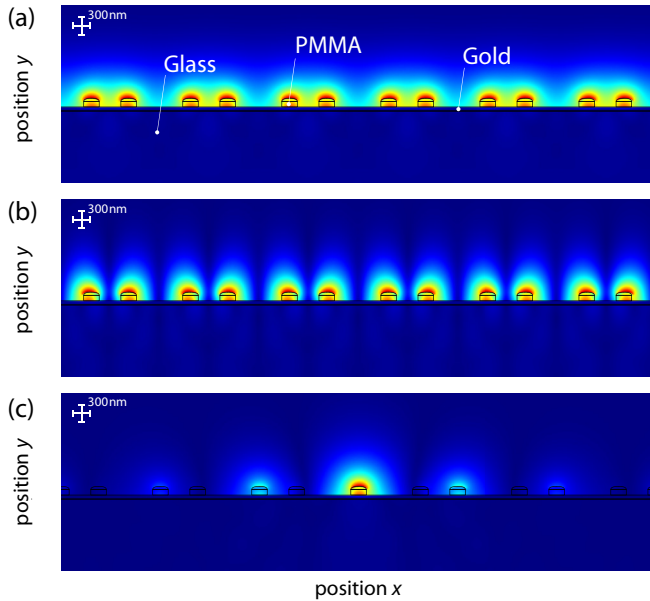 (a)
300nm
PMMA
Glass
Gold
position y
(b)
300nm
position y
(c)
300nm
position y
position x